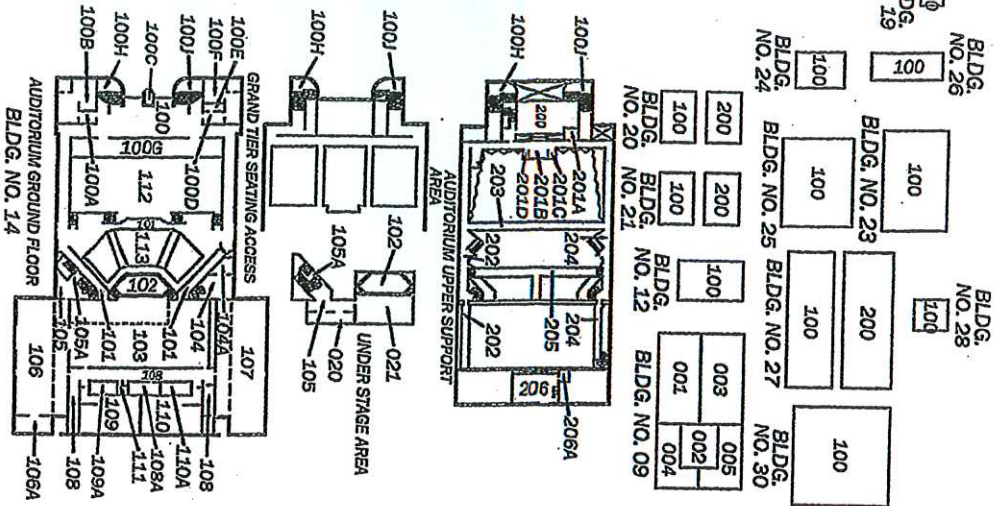 BLDG.
NO. 26
100
DG.
19
BLDG.
NO. 24
100
BLDG. NO. 23
100
BLDG. NO. 25
100
BLDG. NO. 28
100
BLDG. NO. 27
200
100
BLDG.
NO. 30
100
BLDG.
NO. 20
200
100
BLDG.
NO. 21
200
100
BLDG.
NO. 12
100
BLDG. NO. 09
003
001
002
005
004
100J
100H
200
201A
201C
201B
201D
203
202
204
205
204
202
206
206A
AUDITORIUM UPPER SUPPORT
AREA
100J
100H
102
105A
105
020
021
UNDER STAGE AREA
GRAND TIER SEATING ACCESS
100E
100F
100J
100C
100H
100B
100
100A
100D
100G
112
101
113
102
104
104A
107
101
103
101
105A
105
106
106A
108
109
110
108
109A
111
108A
110A
108
AUDITORIUM GROUND FLOOR
BLDG. NO. 14